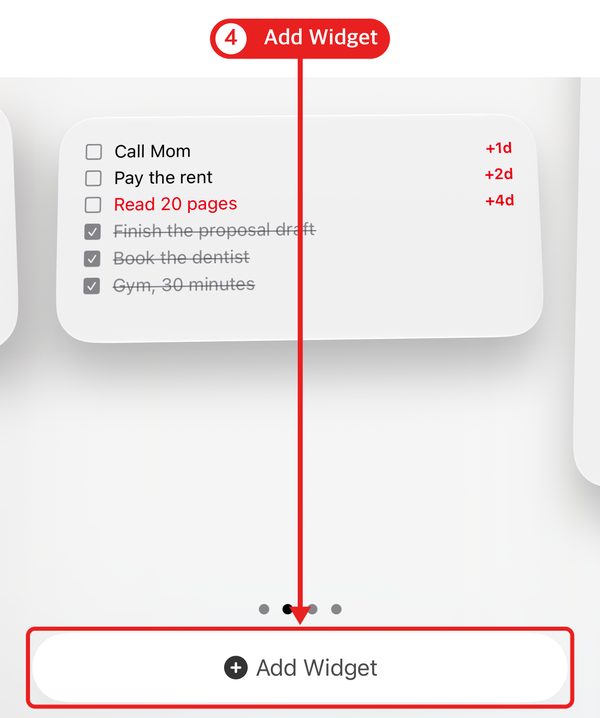 4 Add Widget
Call Mom +1d
Pay the rent +2d
Read 20 pages +4d
Finish the proposal draft
Book the dentist
Gym, 30 minutes
Add Widget